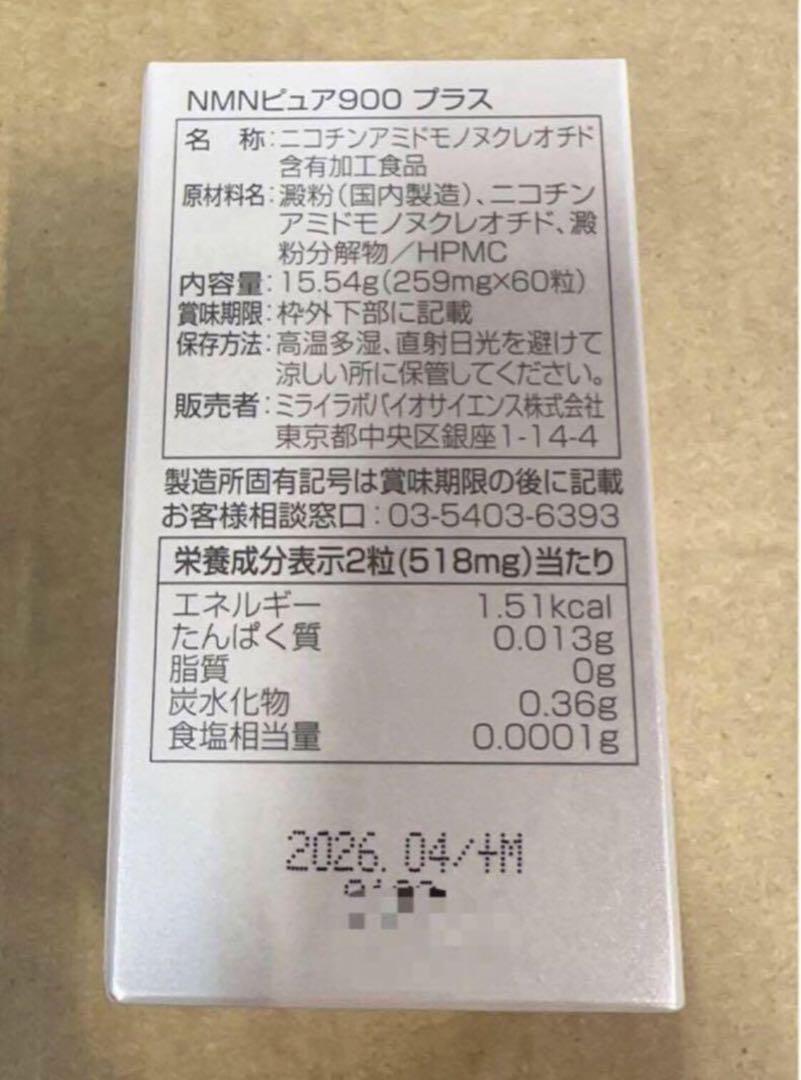 NMNピュア900 プラス
名 称:ニコチンアミドモノヌクレオチド
含有加工食品
原材料名:澱粉(国内製造)、ニコチン
アミドモノヌクレオチド、澱
粉分解物/HPMC
内容量:15.54g(259mg×60粒)
賞味期限:枠外下部に記載
保存方法:高温多湿、直射日光を避けて
涼しい所に保管してください。
販売者:ミライラボバイオサイエンス株式会社
東京都中央区銀座1-14-4
製造所固有記号は賞味期限の後に記載
お客様相談窓口:03-5403-6393
栄養成分表示2粒(518mg)当たり
エネルギー 1.51kcal
たんぱく質 0.013g
脂質 0g
炭水化物 0.36g
食塩相当量 0.0001g
2026.04/+M